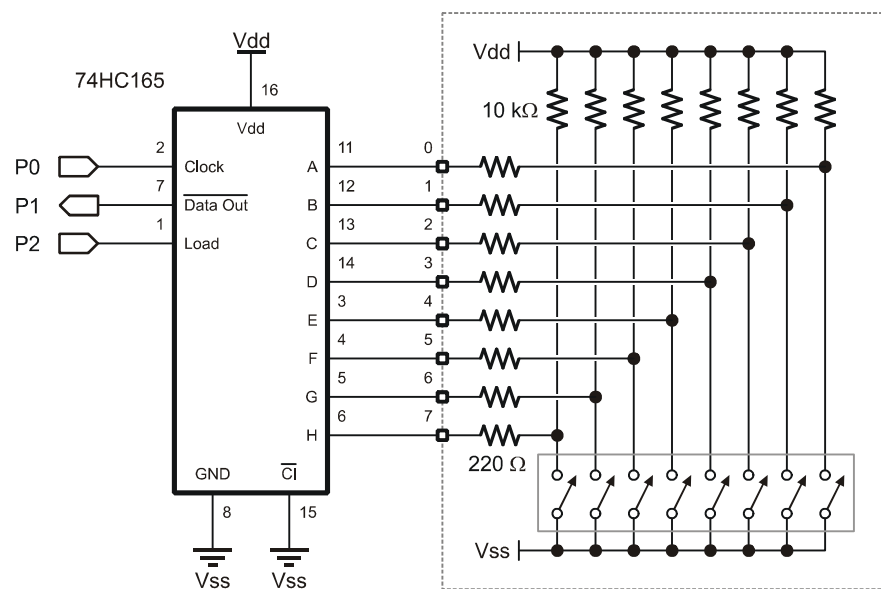 Vdd
74HC165
16
Vdd
Vdd
10 kΩ
P0
2
Clock
A
11
0
P1
7
Data Out
B
12
1
P2
1
Load
C
13
2
D
14
3
E
3
4
F
4
5
G
5
6
H
6
7
220 Ω
GND
CI
8
15
Vss
Vss
Vss